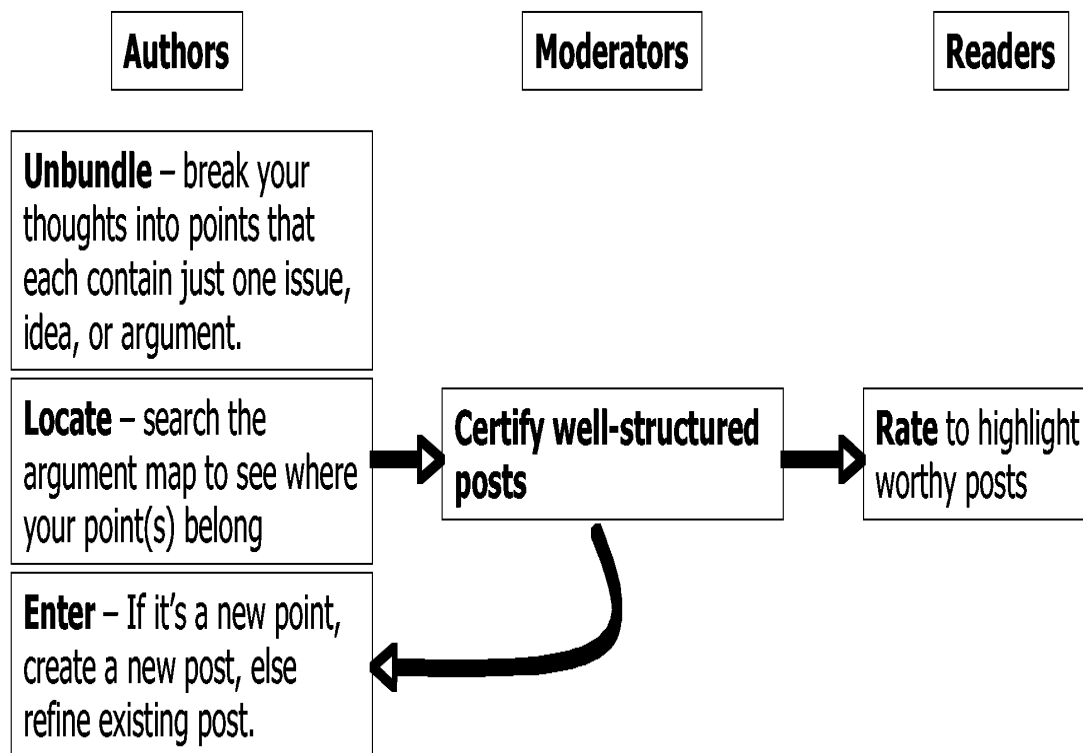 Authors
Moderators
Readers
Unbundle – break your
thoughts into points that
each contain just one issue,
idea, or argument.
Locate – search the
argument map to see where
your point(s) belong
Enter – If it's a new point,
create a new post, else
refine existing post.
Certify well-structured
posts
Rate to highlight
worthy posts